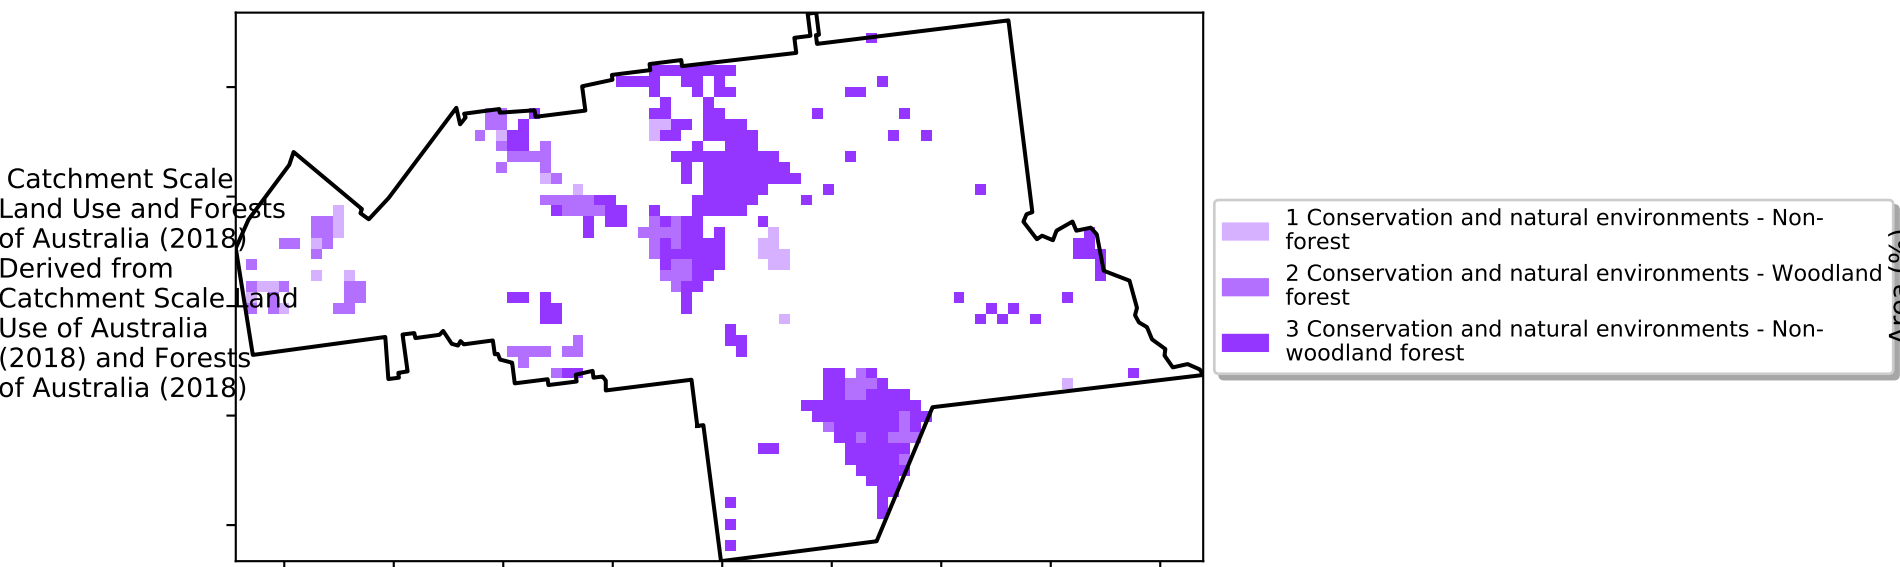 Catchment Scale
Land Use and Forests
of Australia (2018)
Derived from
Catchment Scale Land
Use of Australia
(2018) and Forests
of Australia (2018)
1 Conservation and natural environments - Non-
forest
2 Conservation and natural environments - Woodland
forest
3 Conservation and natural environments - Non-
woodland forest